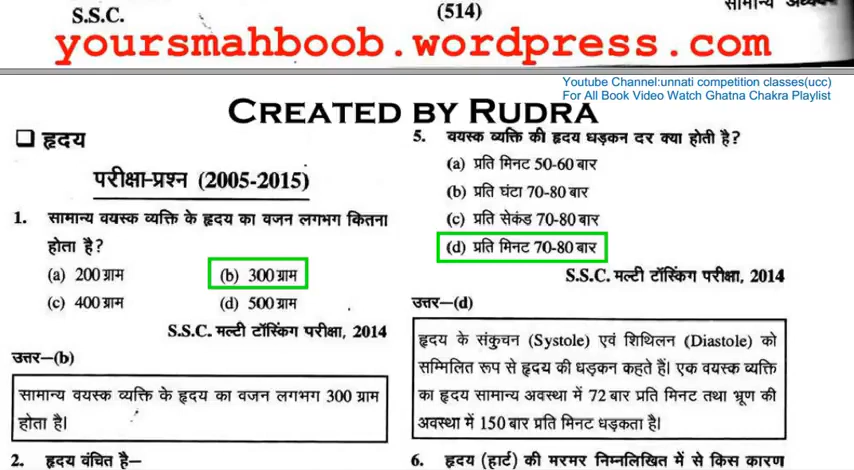 S.S.C.
(514)
सामान्य
yoursmahboob.wordpress.com
Youtube Channel:unnati competition classes(ucc)
For All Book Video Watch Ghatna Chakra Playlist
CREATED BY RUDRA
❑ हृदय
परीक्षा-प्रश्न (2005-2015)
1. सामान्य वयस्क व्यक्ति के हृदय का वजन लगभग कितना
होता है?
(a) 200 ग्राम (b) 300 ग्राम
(c) 400 ग्राम (d) 500 ग्राम
S.S.C. मल्टी टॉस्किंग परीक्षा, 2014
उत्तर—(b)
सामान्य वयस्क व्यक्ति के हृदय का वजन लगभग 300 ग्राम
होता है।
2. हृदय वंचित है—
5. वयस्क व्यक्ति की हृदय धड़कन दर क्या होती है?
(a) प्रति मिनट 50-60 बार
(b) प्रति घंटा 70-80 बार
(c) प्रति सेकंड 70-80 बार
(d) प्रति मिनट 70-80 बार
S.S.C. मल्टी टॉस्किंग परीक्षा, 2014
उत्तर—(d)
हृदय के संकुचन (Systole) एवं शिथिलन (Diastole) को
सम्मिलित रूप से हृदय की धड़कन कहते हैं। एक वयस्क व्यक्ति
का हृदय सामान्य अवस्था में 72 बार प्रति मिनट तथा भ्रूण की
अवस्था में 150 बार प्रति मिनट धड़कता है।
6. हृदय (हार्ट) की मरमर निम्नलिखित में से किस कारण